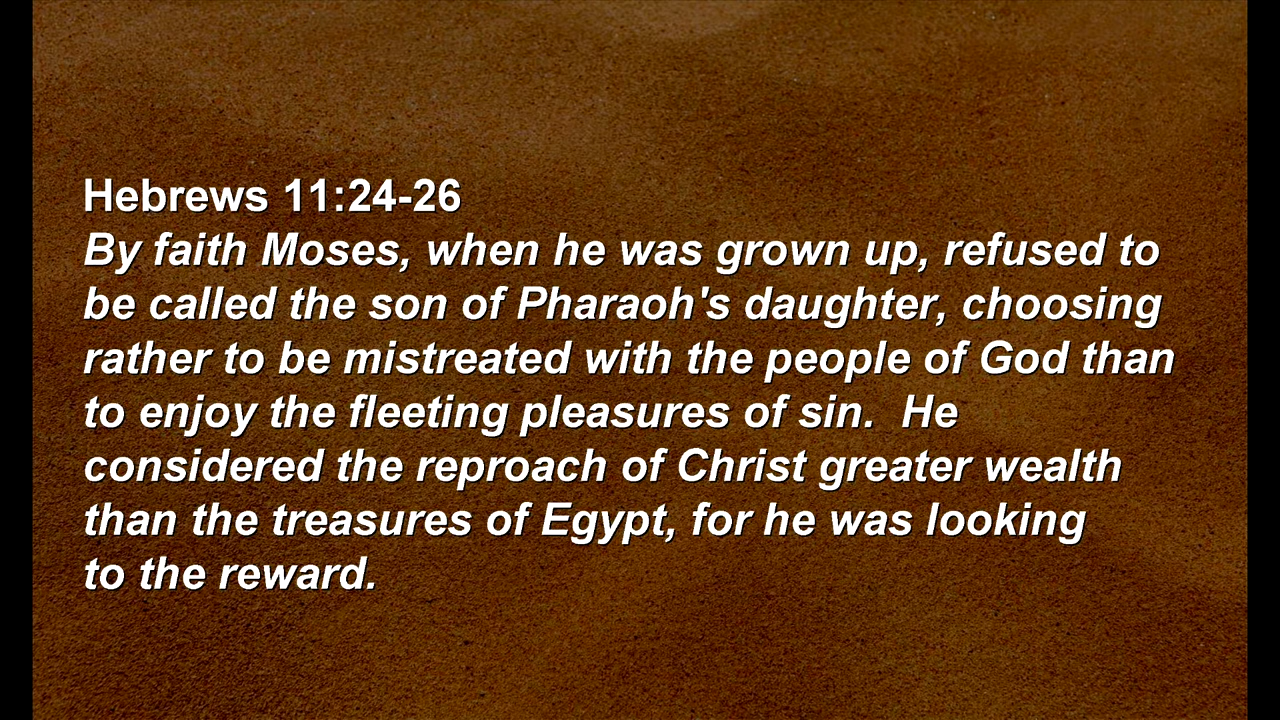 Hebrews 11:24-26
By faith Moses, when he was grown up, refused to
be called the son of Pharaoh's daughter, choosing
rather to be mistreated with the people of God than
to enjoy the fleeting pleasures of sin.  He
considered the reproach of Christ greater wealth
than the treasures of Egypt, for he was looking
to the reward.